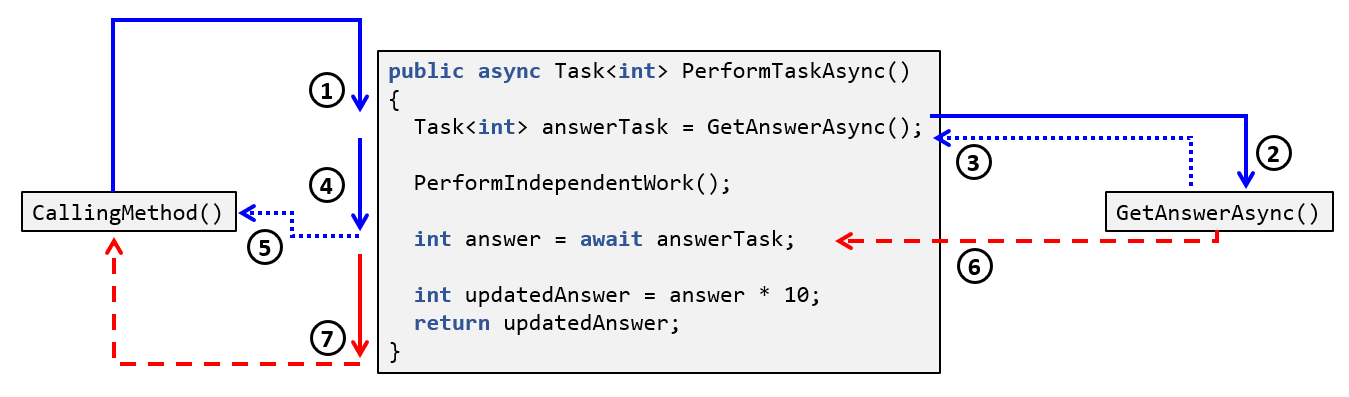 public async Task<int> PerformTaskAsync()
1
{
Task<int> answerTask = GetAnswerAsync();
2
3
PerformIndependentWork();
4
CallingMethod()
GetAnswerAsync()
5
int answer = await answerTask;
6
int updatedAnswer = answer * 10;
return updatedAnswer;
7
}